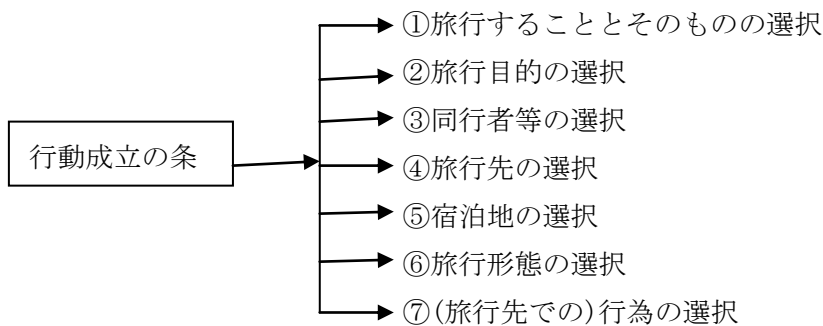 ①旅行することとそのものの選択
②旅行目的の選択
③同行者等の選択
行動成立の条
④旅行先の選択
⑤宿泊地の選択
⑥旅行形態の選択
⑦(旅行先での)行為の選択